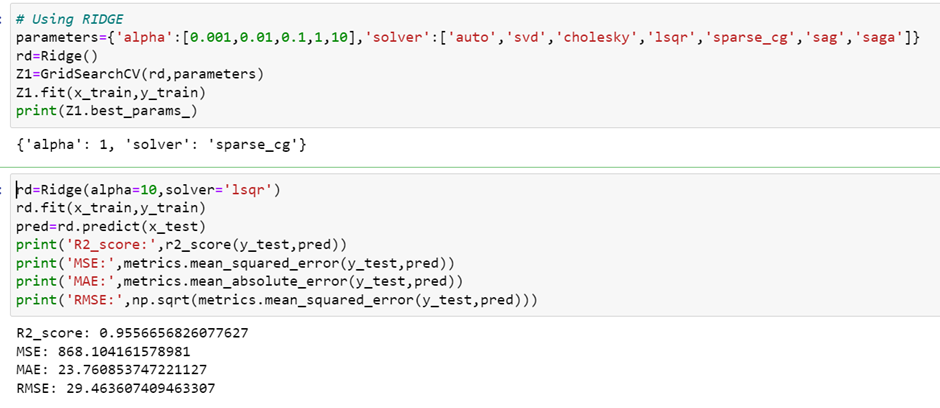 # Using RIDGE
parameters={'alpha':[0.001,0.01,0.1,1,10],'solver':['auto','svd','cholesky','lsqr','sparse_cg','sag','saga']}
rd=Ridge()
Z1=GridSearchCV(rd,parameters)
Z1.fit(x_train,y_train)
print(Z1.best_params_)
{'alpha': 1, 'solver': 'sparse_cg'}
rd=Ridge(alpha=10,solver='lsqr')
rd.fit(x_train,y_train)
pred=rd.predict(x_test)
print('R2_score:',r2_score(y_test,pred))
print('MSE:',metrics.mean_squared_error(y_test,pred))
print('MAE:',metrics.mean_absolute_error(y_test,pred))
print('RMSE:',np.sqrt(metrics.mean_squared_error(y_test,pred)))
R2_score: 0.9556656826077627
MSE: 868.104161578981
MAE: 23.760853747221127
RMSE: 29.463607409463307